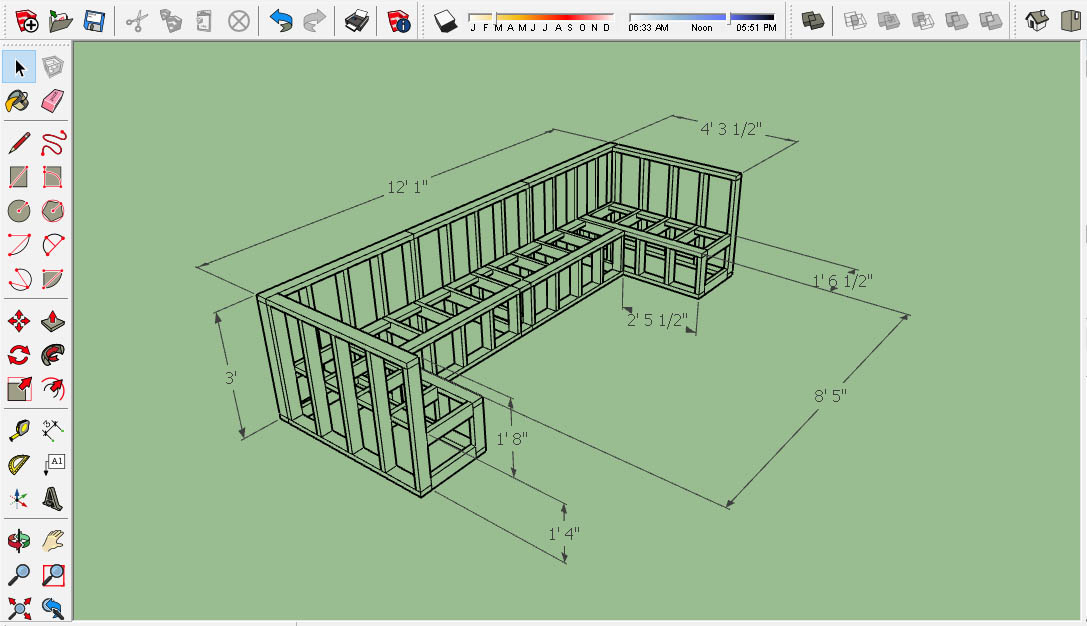 J F M A M J J A S O N D
06:33 AM Noon 05:51 PM
4' 3 1/2"
12' 1"
1' 6 1/2"
2' 5 1/2"
3'
8' 5"
1' 8"
A1
1' 4"